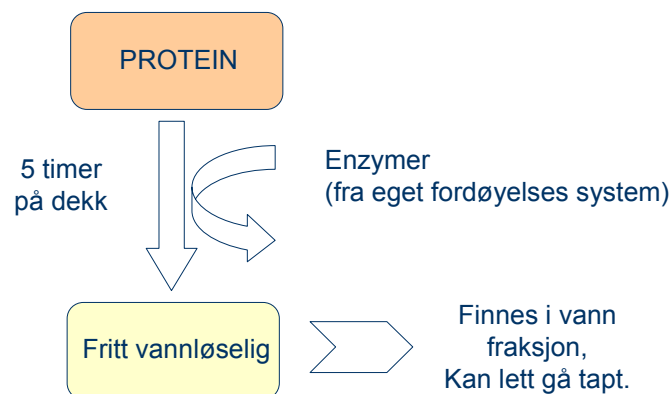 PROTEIN
5 timer
på dekk
Enzymer
(fra eget fordøyelses system)
Fritt vannløselig
Finnes i vann
fraksjon,
Kan lett gå tapt.